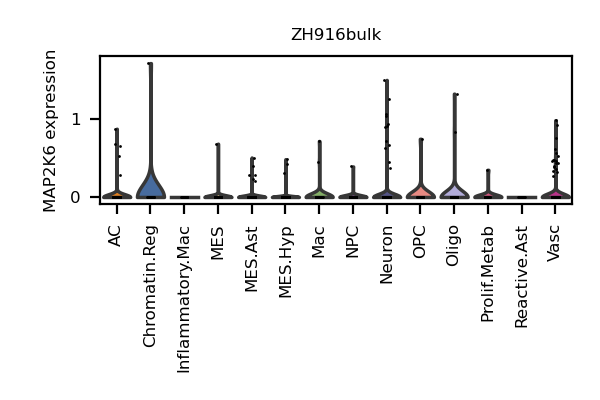 ZH916bulk
MAP2K6 expression
1
0
AC
Chromatin.Reg
Inflammatory.Mac
MES
MES.Ast
MES.Hyp
Mac
NPC
Neuron
OPC
Oligo
Prolif.Metab
Reactive.Ast
Vasc